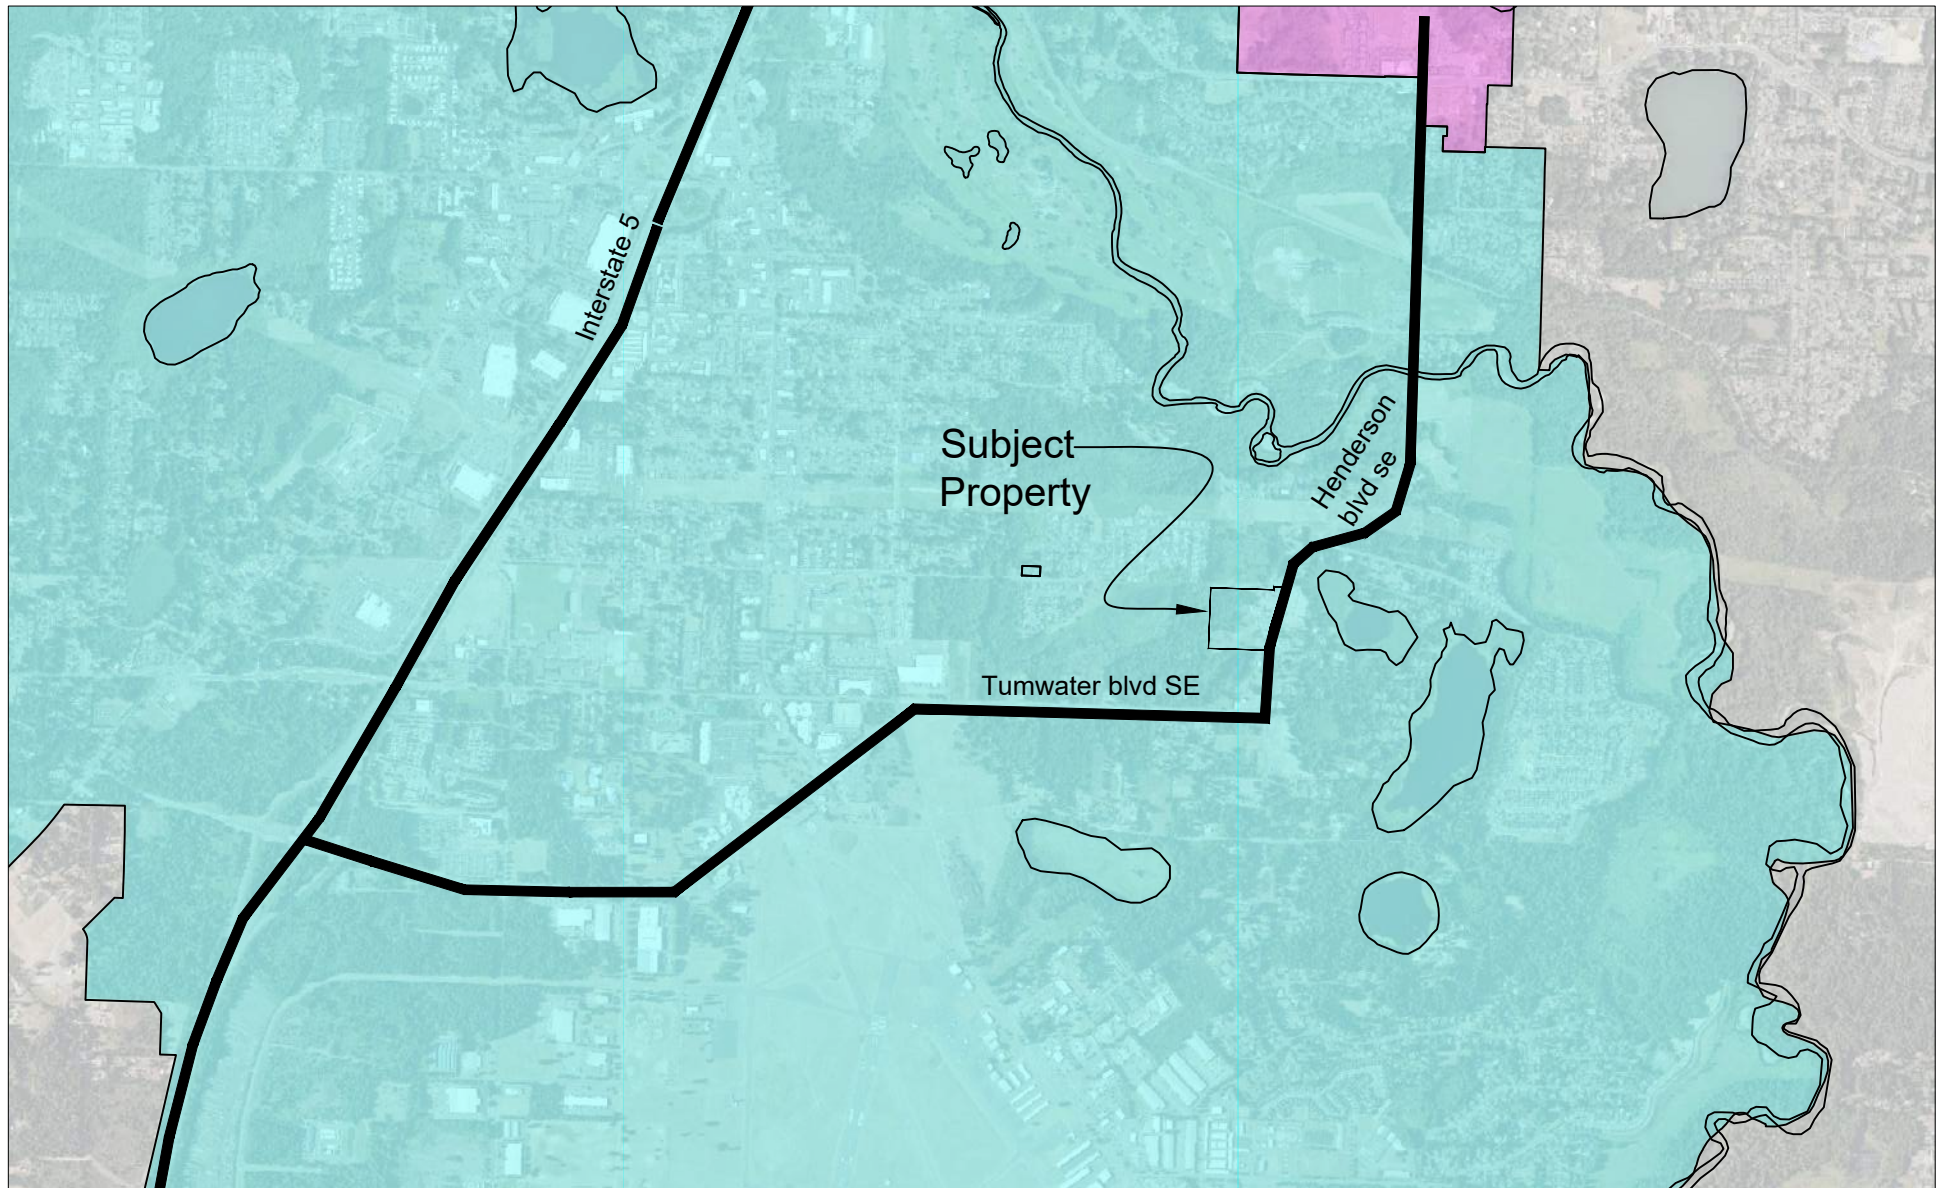 Interstate 5
Subject
Property
Henderson
blvd se
Tumwater blvd SE